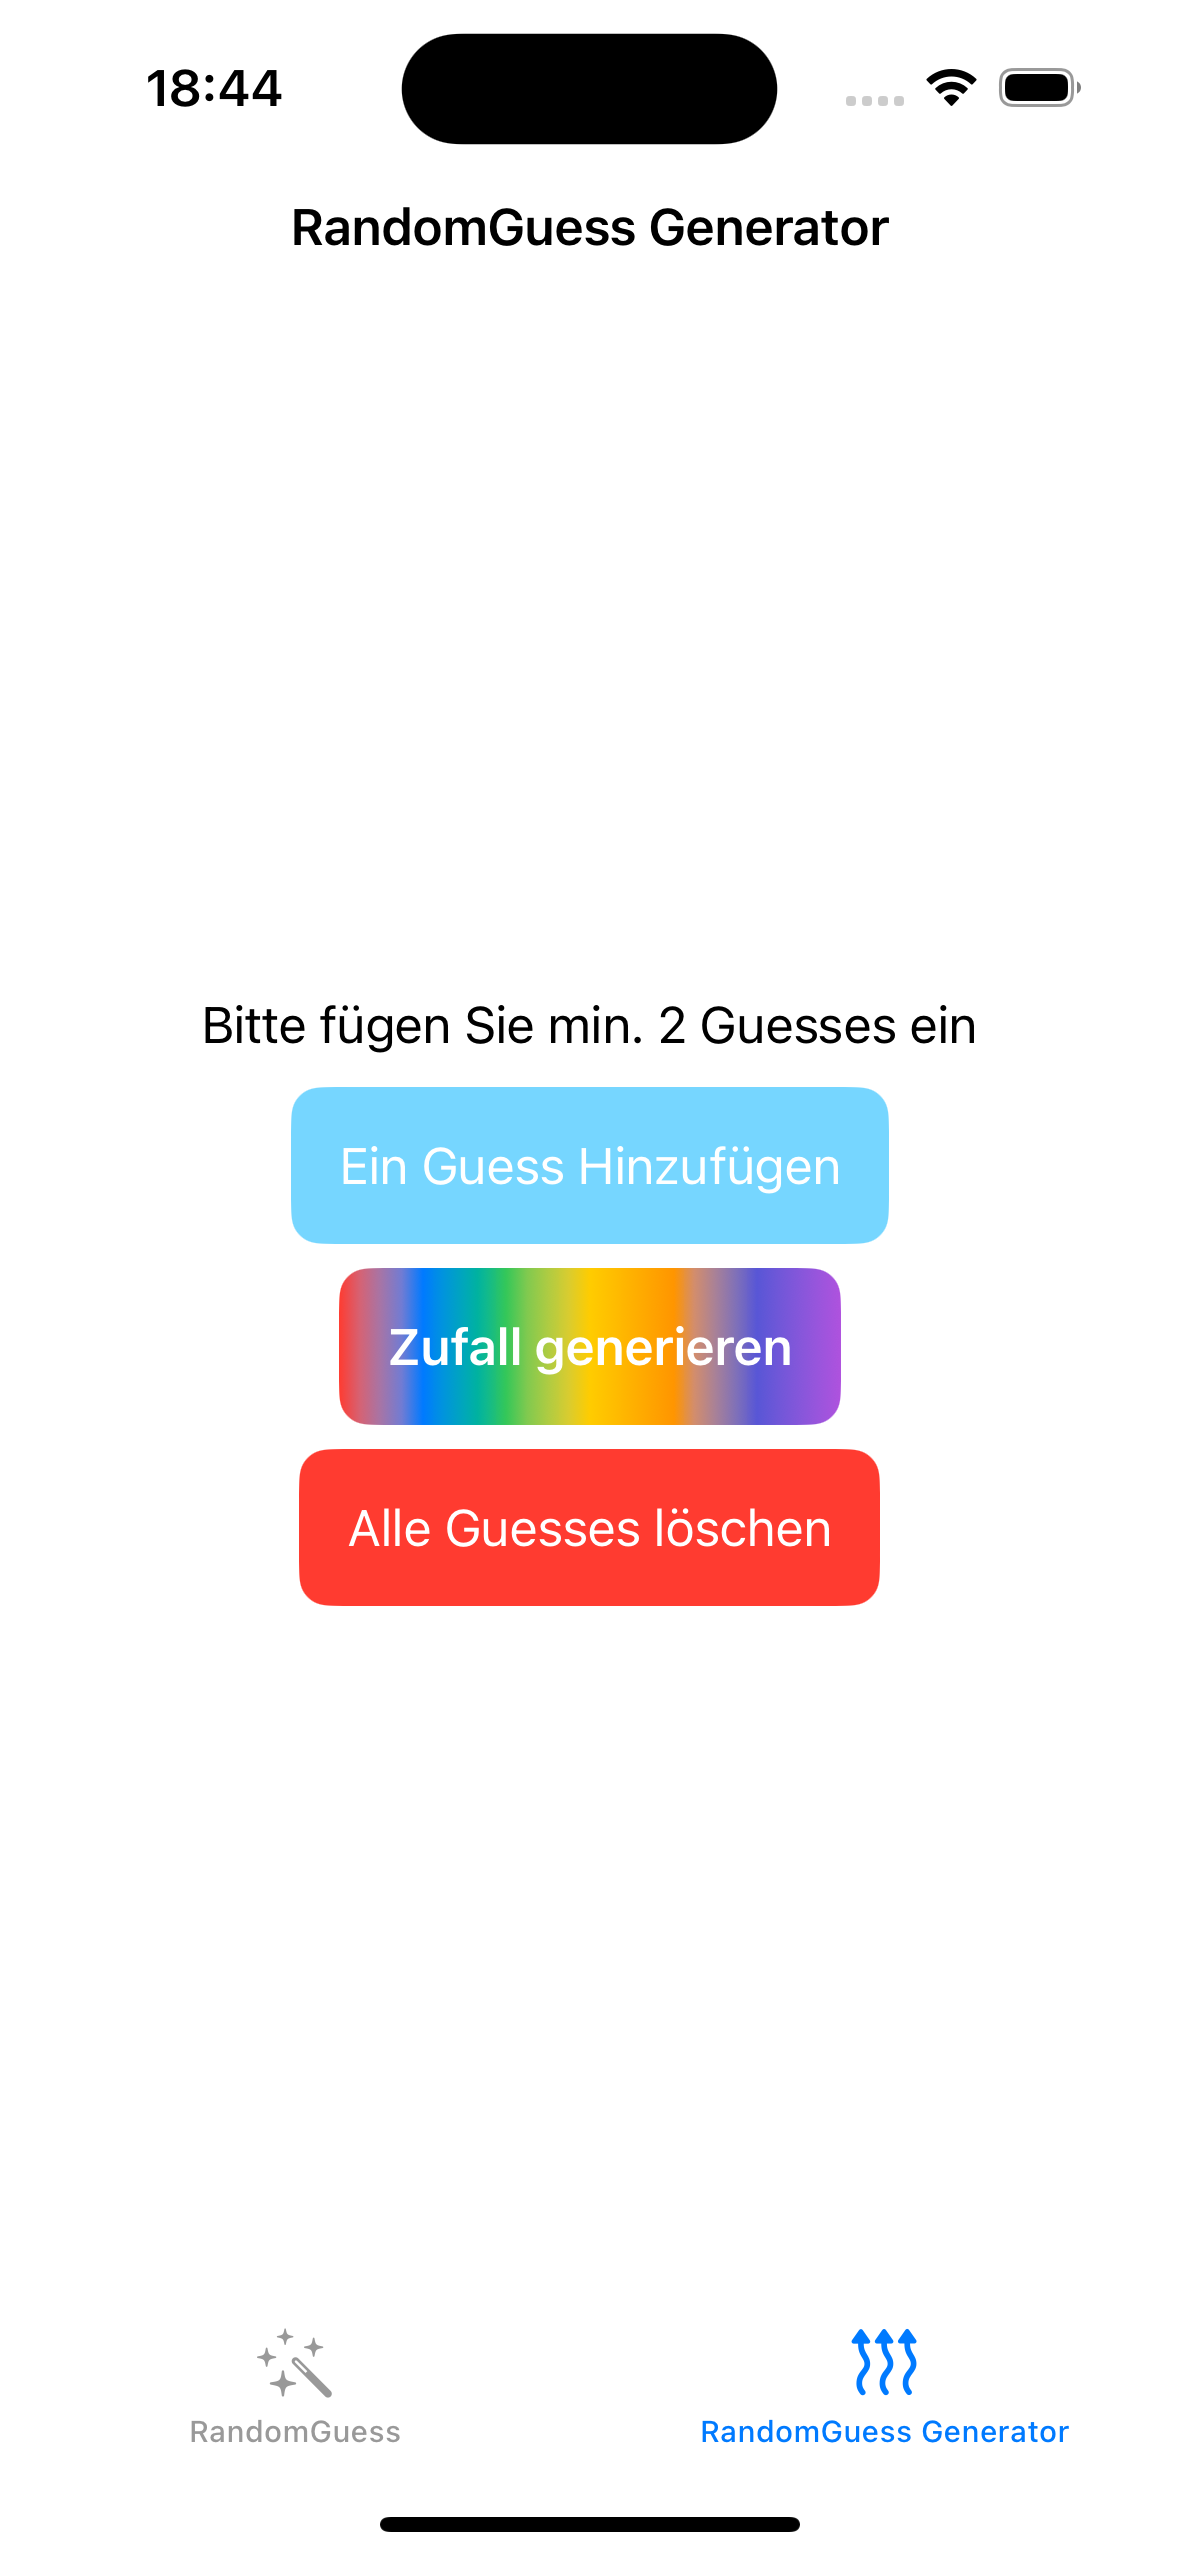 18:44
RandomGuess Generator
Bitte fügen Sie min. 2 Guesses ein
Ein Guess Hinzufügen
Zufall generieren
Alle Guesses löschen
RandomGuess
RandomGuess Generator